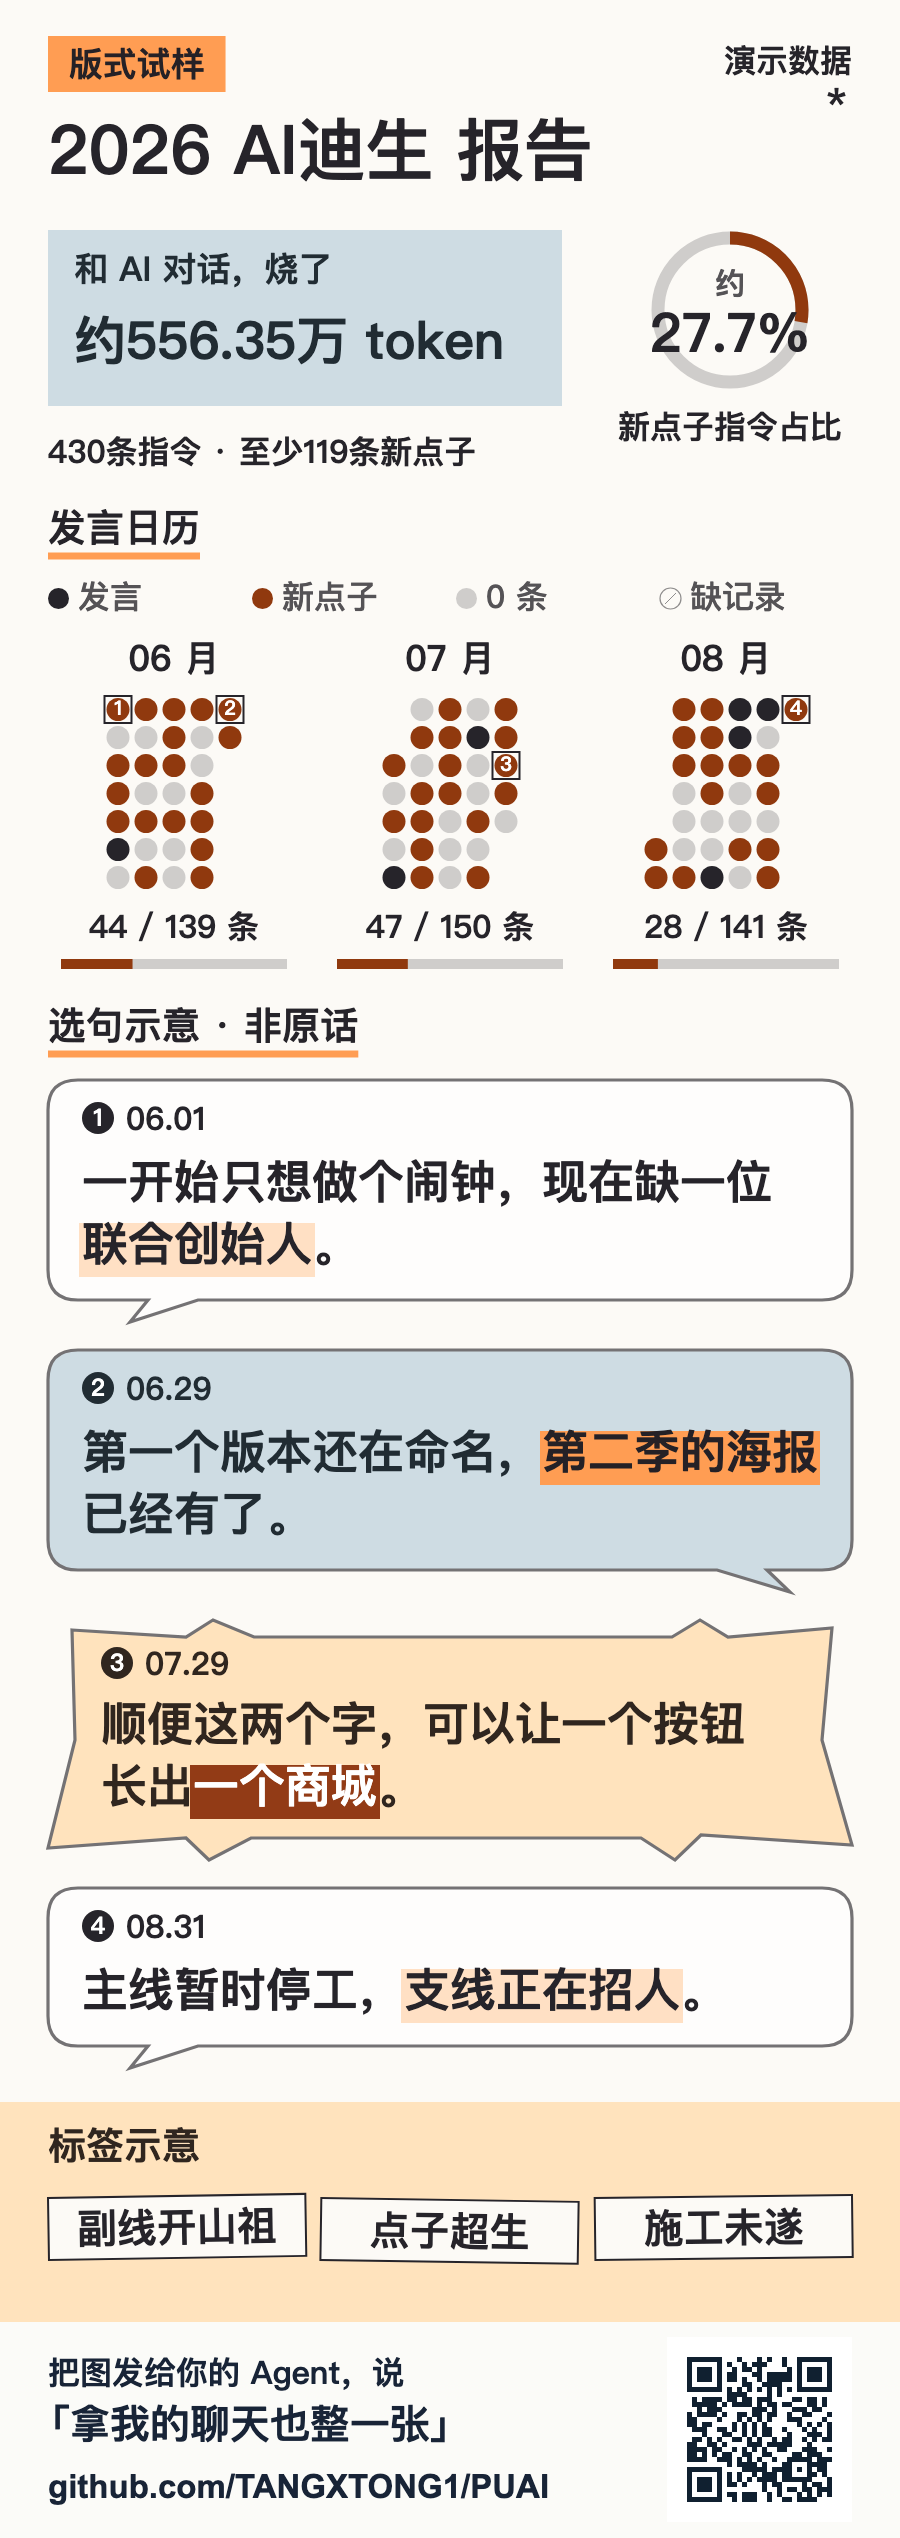 版式试样
演示数据
*
2026 AI迪生 报告
和 AI 对话，烧了
约556.35万 token
约
27.7%
新点子指令占比
430条指令 · 至少119条新点子
发言日历
发言
新点子
0 条
缺记录
06 月
07 月
08 月
1
2
3
4
44 / 139 条
47 / 150 条
28 / 141 条
选句示意 · 非原话
1 06.01
一开始只想做个闹钟，现在缺一位
联合创始人。
2 06.29
第一个版本还在命名，第二季的海报
已经有了。
3 07.29
顺便这两个字，可以让一个按钮
长出一个商城。
4 08.31
主线暂时停工，支线正在招人。
标签示意
副线开山祖
点子超生
施工未遂
把图发给你的 Agent，说
「拿我的聊天也整一张」
github.com/TANGXTONG1/PUAI